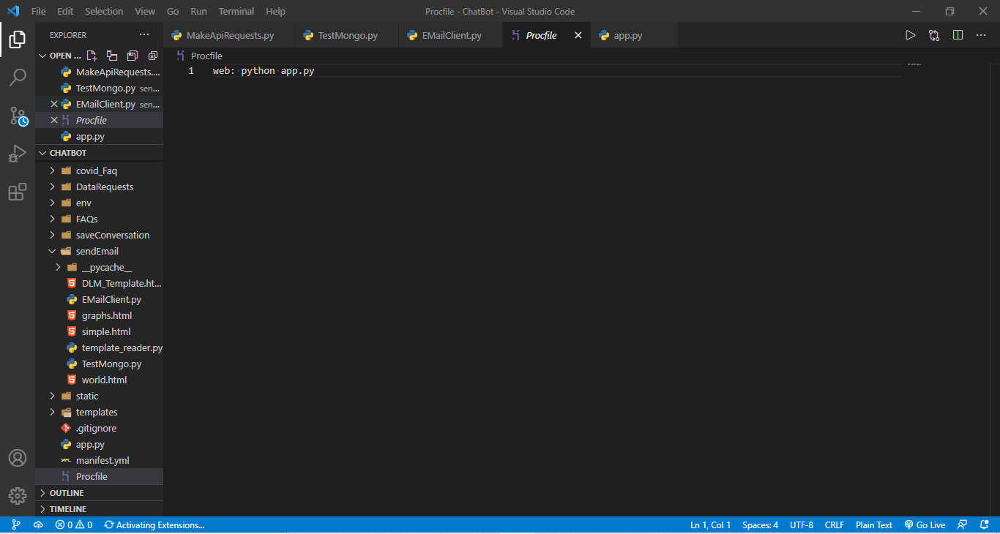 File Edit Selection View Go Run Terminal Help Procfile - ChatBot - Visual Studio Code
EXPLORER
MakeApiRequests.py TestMongo.py EMailClient.py Procfile app.py
OPEN ...
MakeApiRequests....
TestMongo.py sen...
EMailClient.py sen...
Procfile
app.py
CHATBOT
covid_Faq
DataRequests
env
FAQs
saveConversation
sendEmail
__pycache__
DLM_Template.ht...
EMailClient.py
graphs.html
simple.html
template_reader.py
TestMongo.py
world.html
static
templates
.gitignore
app.py
manifest.yml
Procfile
OUTLINE
TIMELINE
Procfile
1 web: python app.py
0 0 Activating Extensions... Ln 1, Col 1 Spaces: 4 UTF-8 CRLF Plain Text Go Live